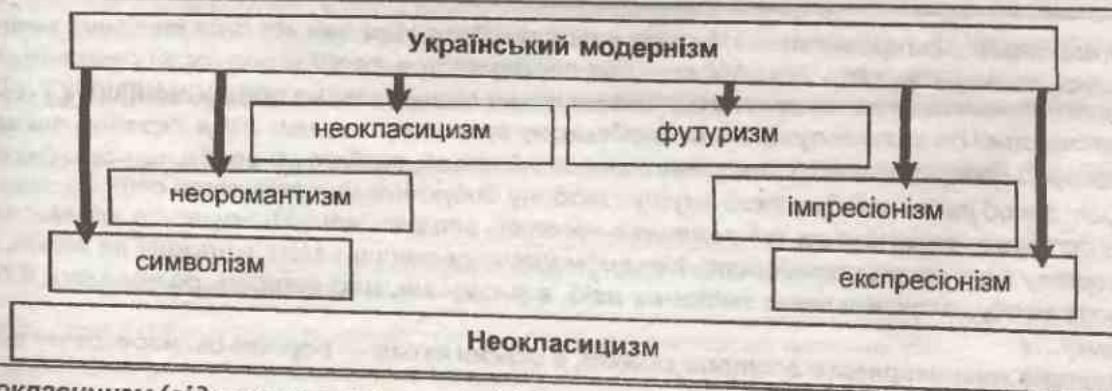 Український модернізм
неокласицизм
футуризм
неоромантизм
імпресіонізм
символізм
експресіонізм
Неокласицизм